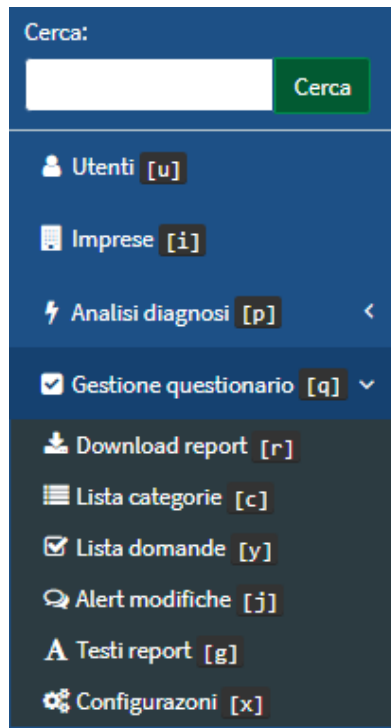 Cerca:
Cerca
Utenti [u]
Imprese [i]
Analisi diagnosi [p]
Gestione questionario [q]
Download report [r]
Lista categorie [c]
Lista domande [y]
Alert modifiche [j]
Testi report [g]
Configurazoni [x]